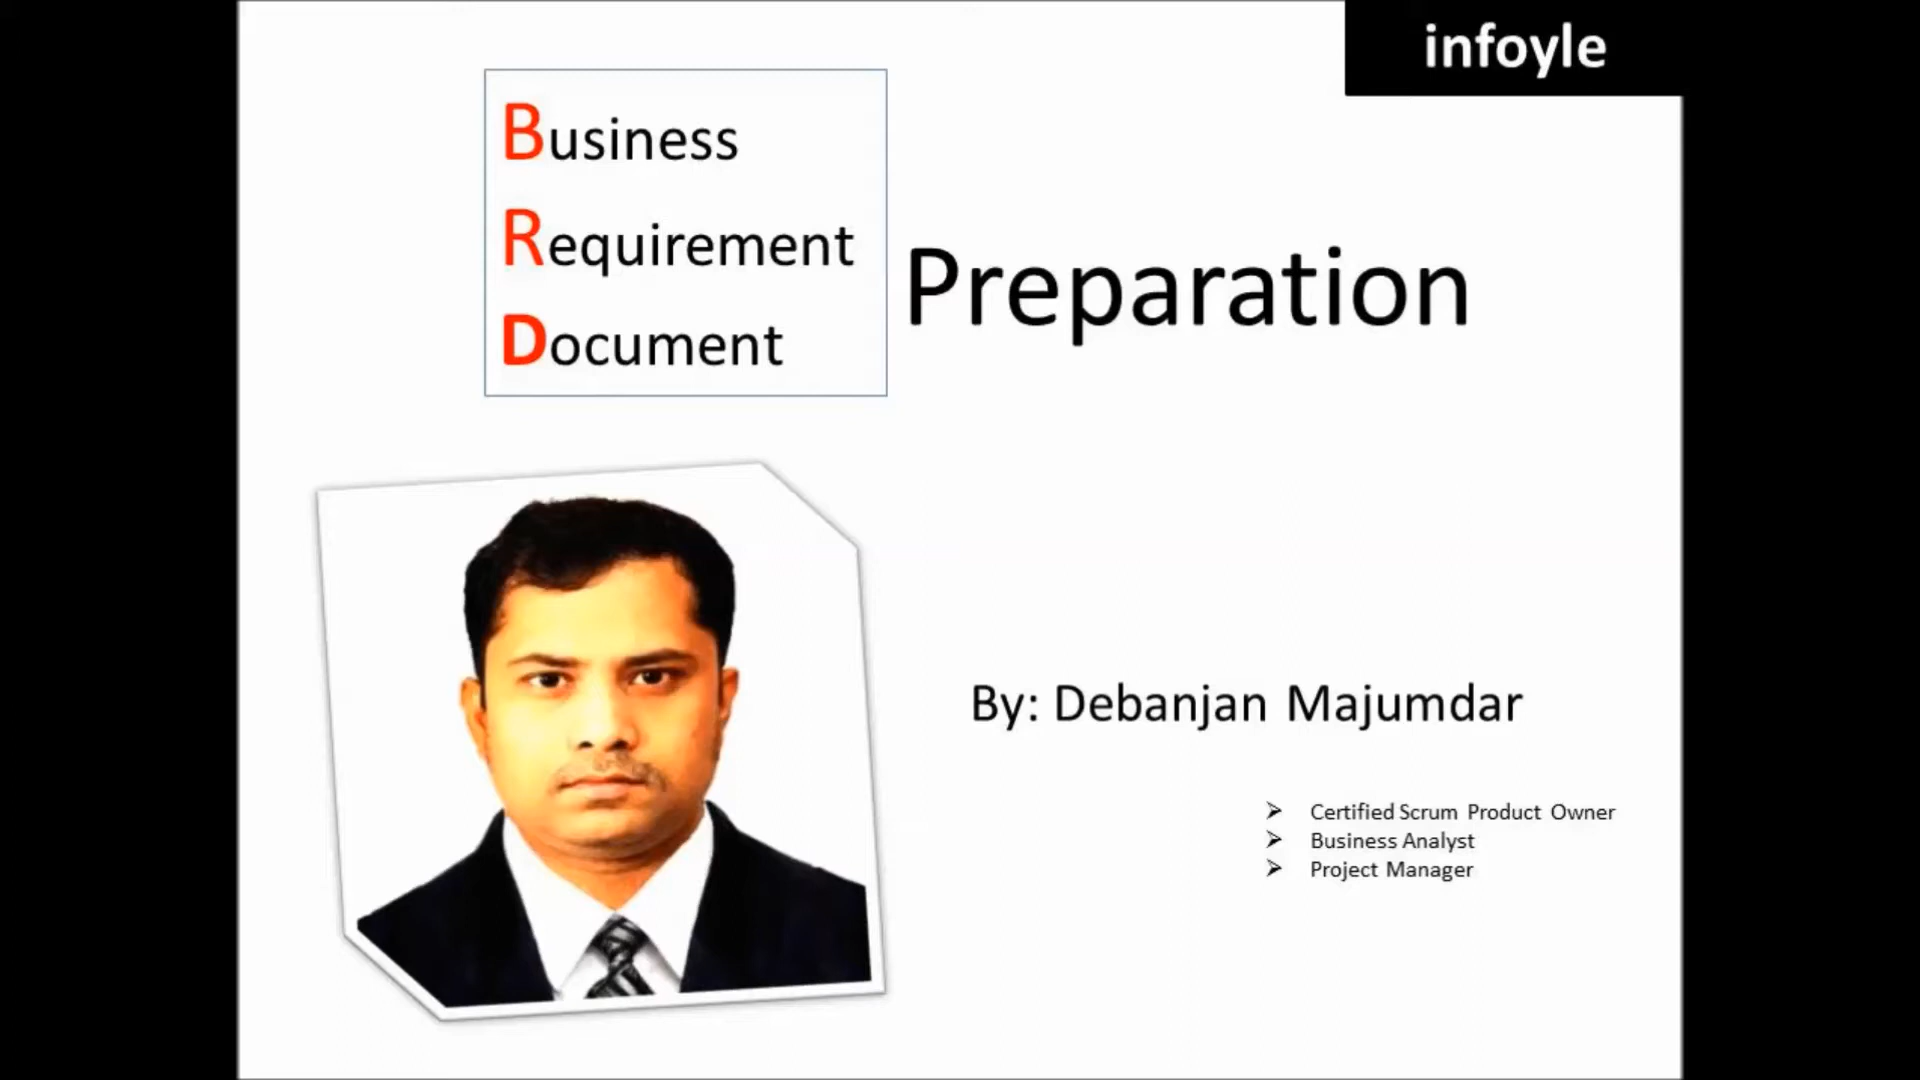 infoyle
Business
Requirement
Document
Preparation
By: Debanjan Majumdar
➢ Certified Scrum Product Owner
➢ Business Analyst
➢ Project Manager